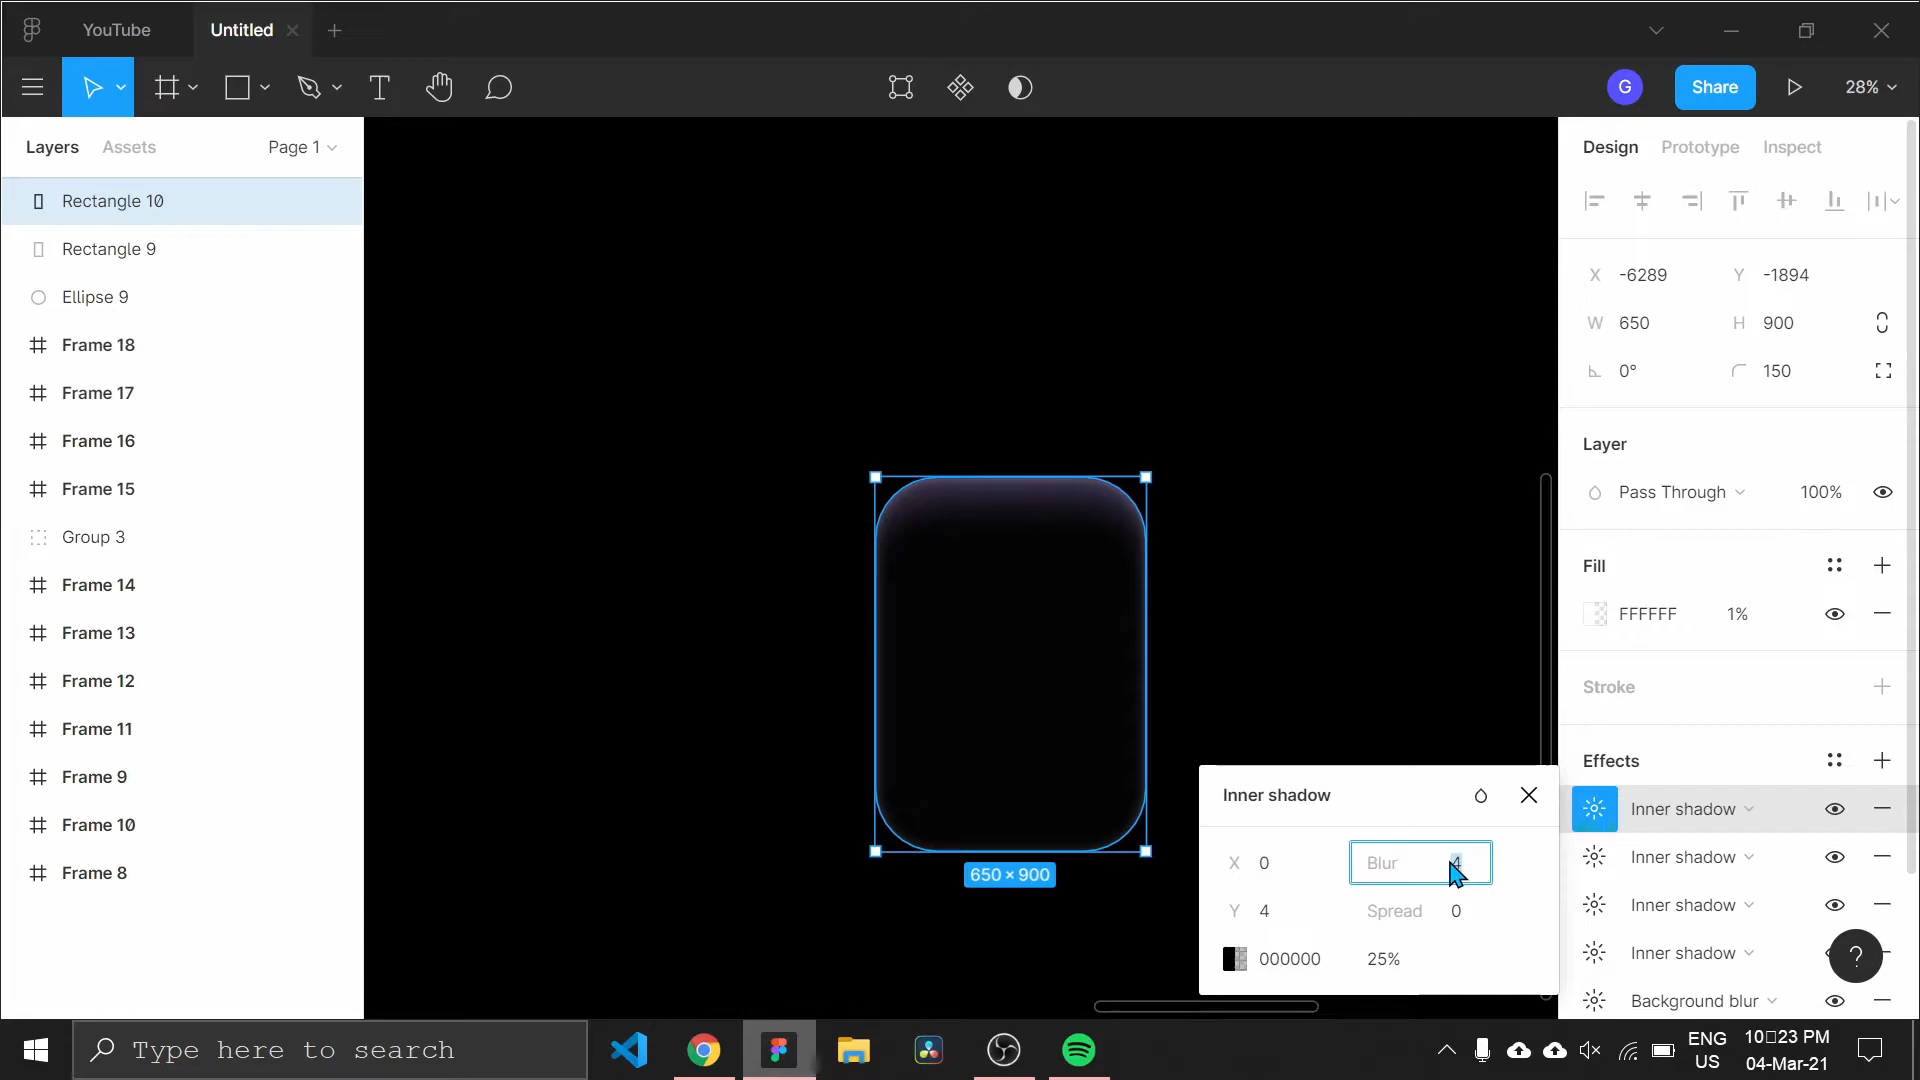 YouTube
Untitled
G
Share
28%
Layers
Assets
Page 1
Design
Prototype
Inspect
Rectangle 10
Rectangle 9
Ellipse 9
Frame 18
Frame 17
Frame 16
Frame 15
Group 3
Frame 14
Frame 13
Frame 12
Frame 11
Frame 9
Frame 10
Frame 8
650 × 900
X -6289 Y -1894
W 650 H 900
0° 150
Layer
Pass Through 100%
Fill
FFFFFF 1%
Stroke
Effects
Inner shadow
Inner shadow
Inner shadow
Inner shadow
Background blur
?
Inner shadow
X 0 Blur 4
Y 4 Spread 0
000000 25%
Type here to search
ENG
US
10□23 PM
04-Mar-21